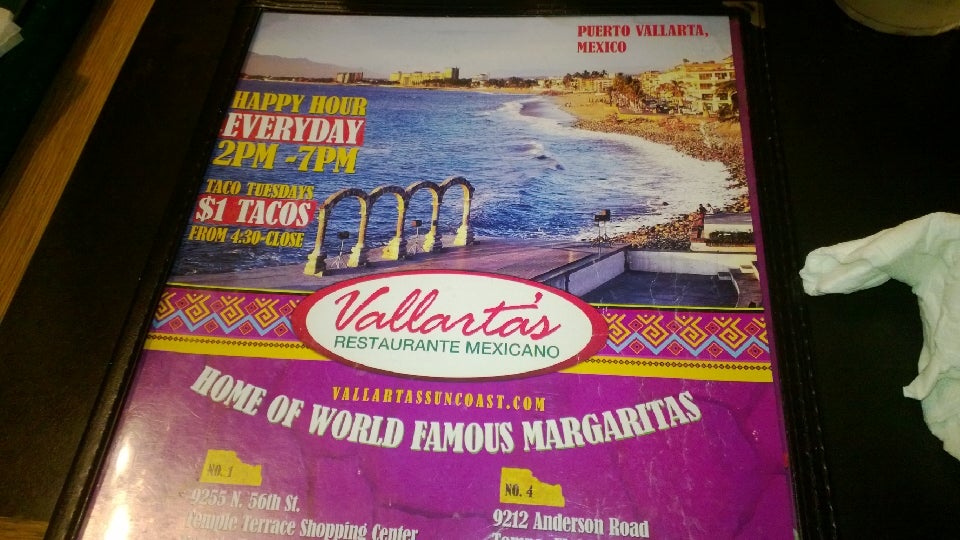 PUERTO VALLARTA,
MEXICO
HAPPY HOUR
EVERYDAY
2PM -7PM
TACO TUESDAYS
$1 TACOS
FROM 4:30-CLOSE
Vallarta's
RESTAURANTE MEXICANO
VALLARTASSUNCOAST.COM
HOME OF WORLD FAMOUS MARGARITAS
NO. 1
9255 N. 56th St.
Temple Terrace Shopping Center
NO. 4
9212 Anderson Road